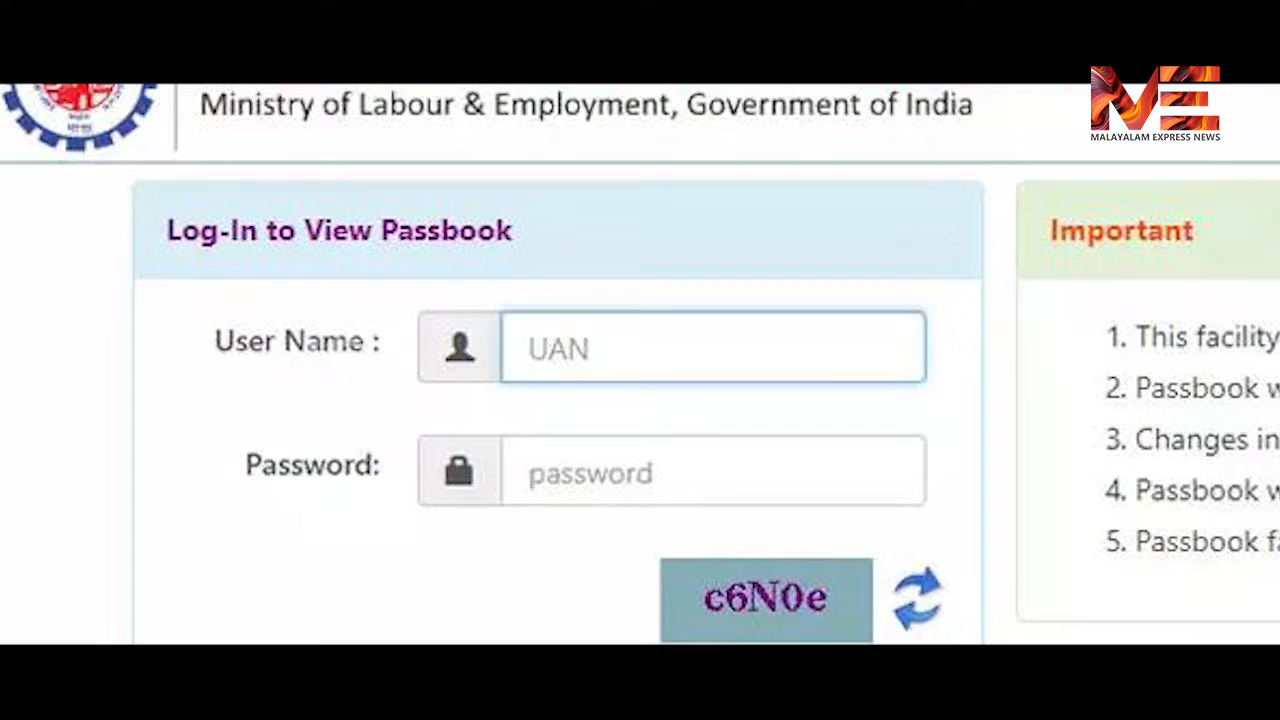 Ministry of Labour & Employment, Government of India
MALAYALAM EXPRESS NEWS
Log-In to View Passbook
Important
User Name :
UAN
Password:
password
c6N0e
1. This facility
2. Passbook w
3. Changes in
4. Passbook w
5. Passbook fa